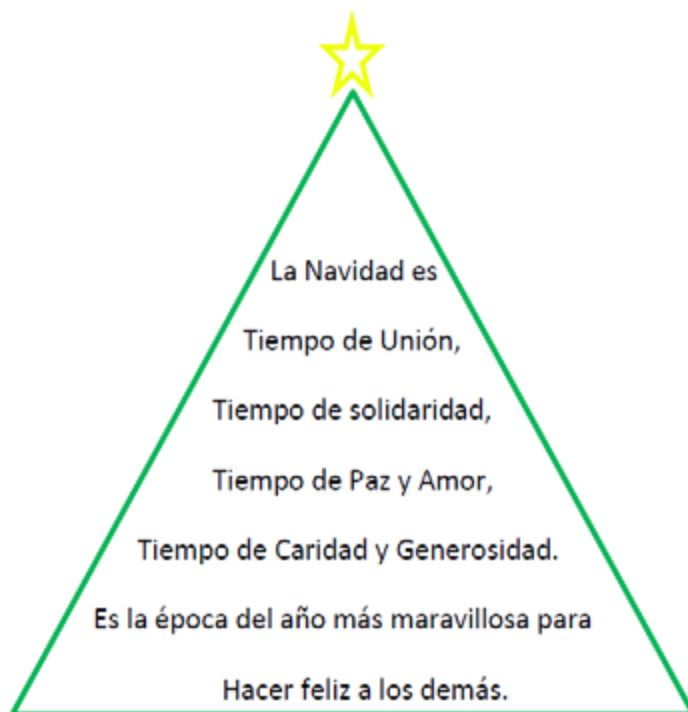 La Navidad es
Tiempo de Unión,
Tiempo de solidaridad,
Tiempo de Paz y Amor,
Tiempo de Caridad y Generosidad.
Es la época del año más maravillosa para
Hacer feliz a los demás.